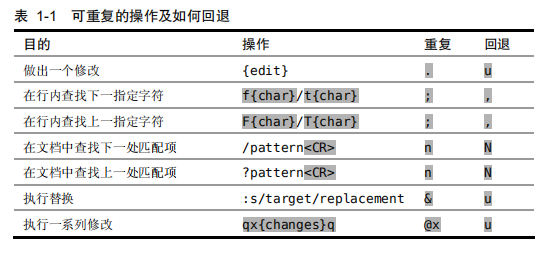 表 1-1 可重复的操作及如何回退
目的 操作 重复 回退
做出一个修改 {edit} . u
在行内查找下一指定字符 f{char}/t{char} ; ,
在行内查找上一指定字符 F{char}/T{char} ; ,
在文档中查找下一处匹配项 /pattern<CR> n N
在文档中查找上一处匹配项 ?pattern<CR> n N
执行替换 :s/target/replacement & u
执行一系列修改 qx{changes}q @x u